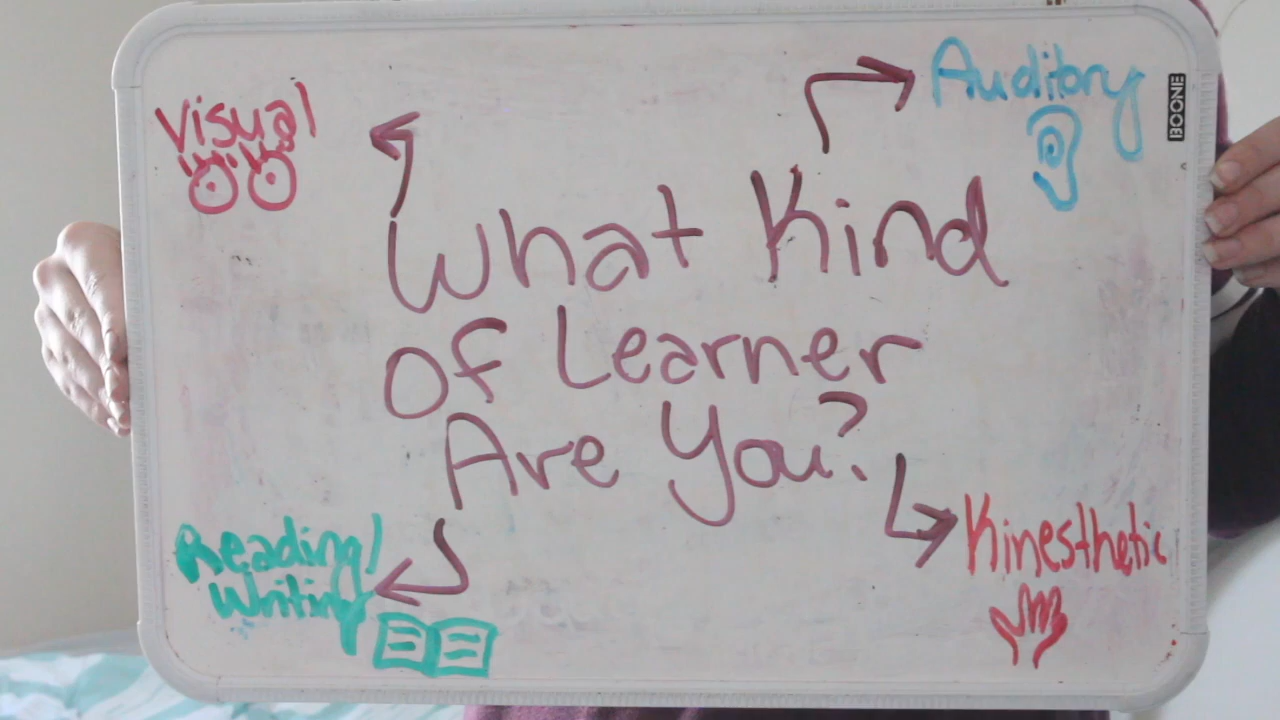 Visual
Auditory
BOONE
What Kind
Of Learner
Are You?
Reading/
Writing
Kinesthetic